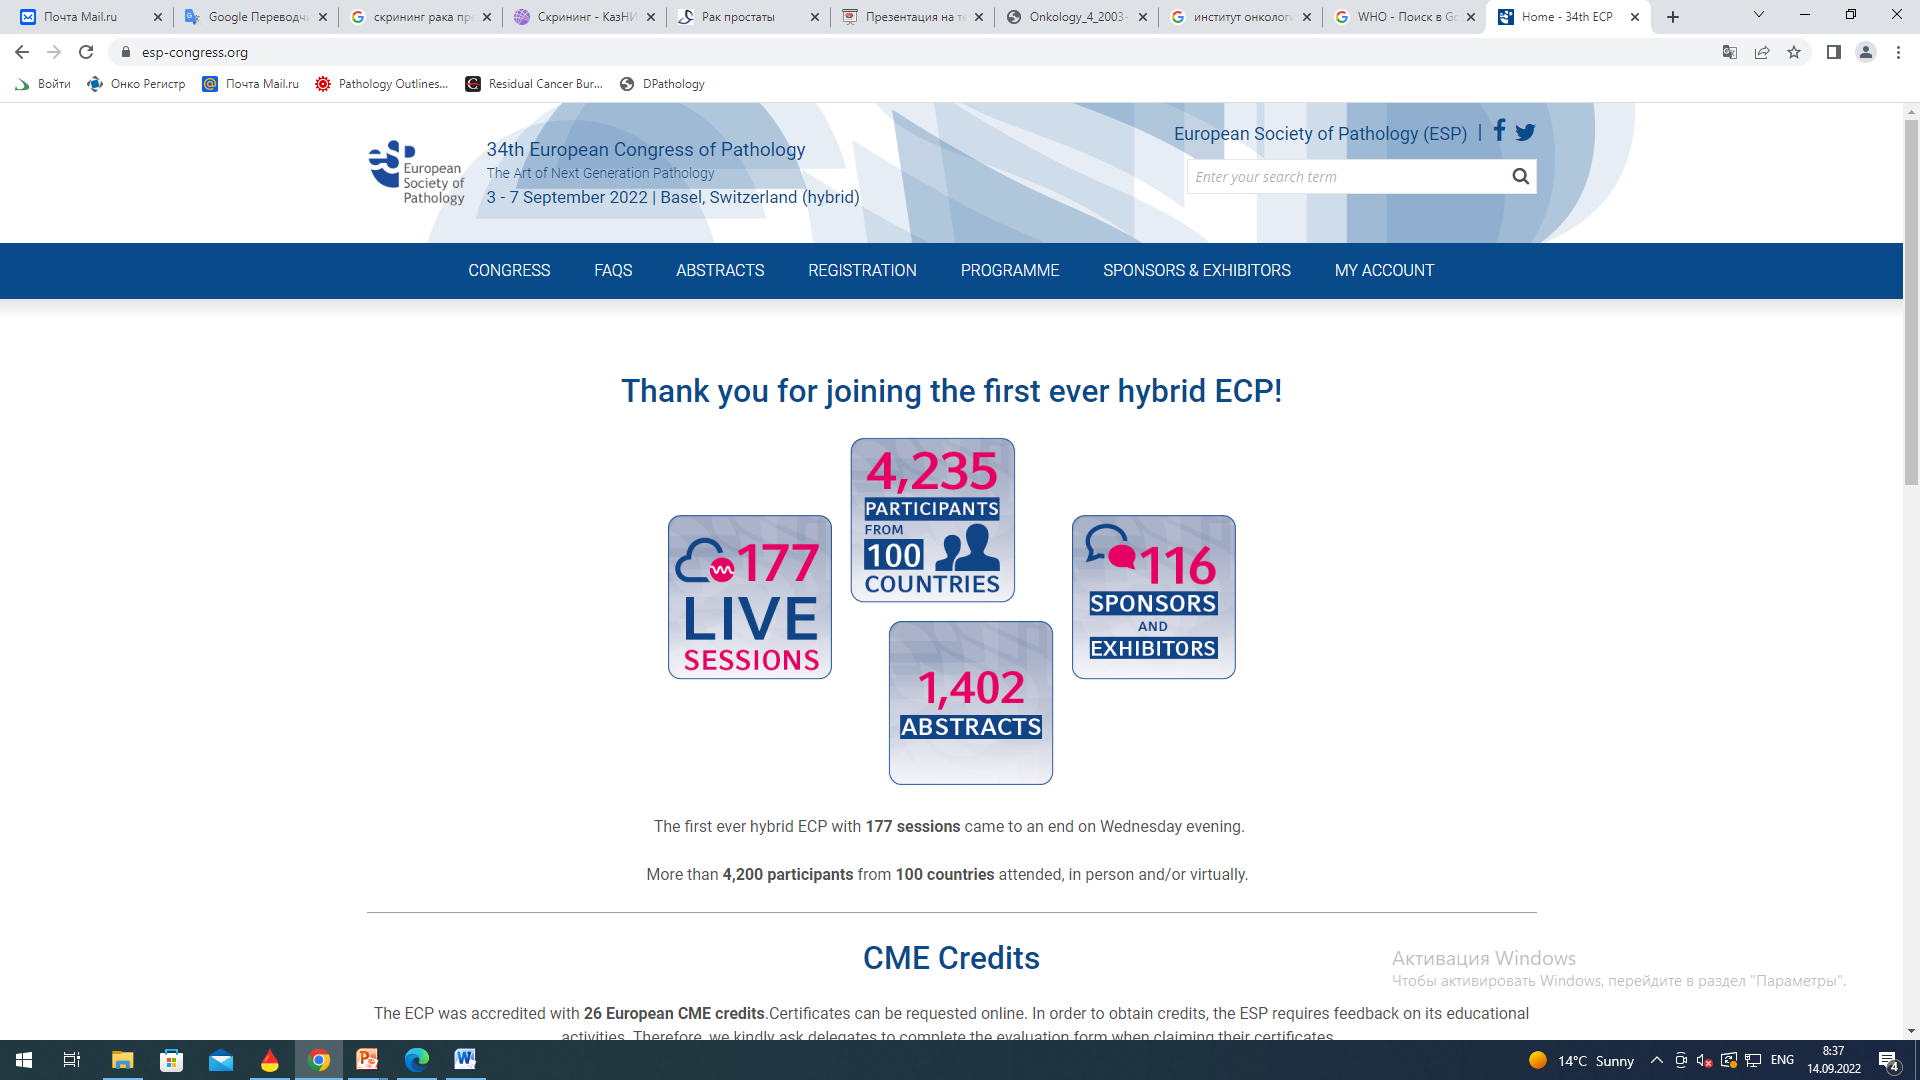 Почта Mail.ru
Google Переводчи
скрининг рака пр
Скрининг - КазНИ
Рак простаты
Презентация на т
Onkology_4_2003-
институт онкологи
WHO - Поиск в Go
Home - 34th ECP
esp-congress.org
Войти
Онко Регистр
Почта Mail.ru
Pathology Outlines...
Residual Cancer Bur...
DPathology
European Society of Pathology
34th European Congress of Pathology
The Art of Next Generation Pathology
3 - 7 September 2022 | Basel, Switzerland (hybrid)
European Society of Pathology (ESP) |
Enter your search term
CONGRESS FAQS ABSTRACTS REGISTRATION PROGRAMME SPONSORS & EXHIBITORS MY ACCOUNT
Thank you for joining the first ever hybrid ECP!
4,235
PARTICIPANTS
FROM
100
COUNTRIES
177
LIVE
SESSIONS
116
SPONSORS
AND
EXHIBITORS
1,402
ABSTRACTS
The first ever hybrid ECP with 177 sessions came to an end on Wednesday evening.
More than 4,200 participants from 100 countries attended, in person and/or virtually.
CME Credits
The ECP was accredited with 26 European CME credits.Certificates can be requested online. In order to obtain credits, the ESP requires feedback on its educational
activities. Therefore, we kindly ask delegates to complete the evaluation form when claiming their certificates.
Активация Windows
Чтобы активировать Windows, перейдите в раздел "Параметры".
14°C Sunny
ENG
8:37
14.09.2022
4